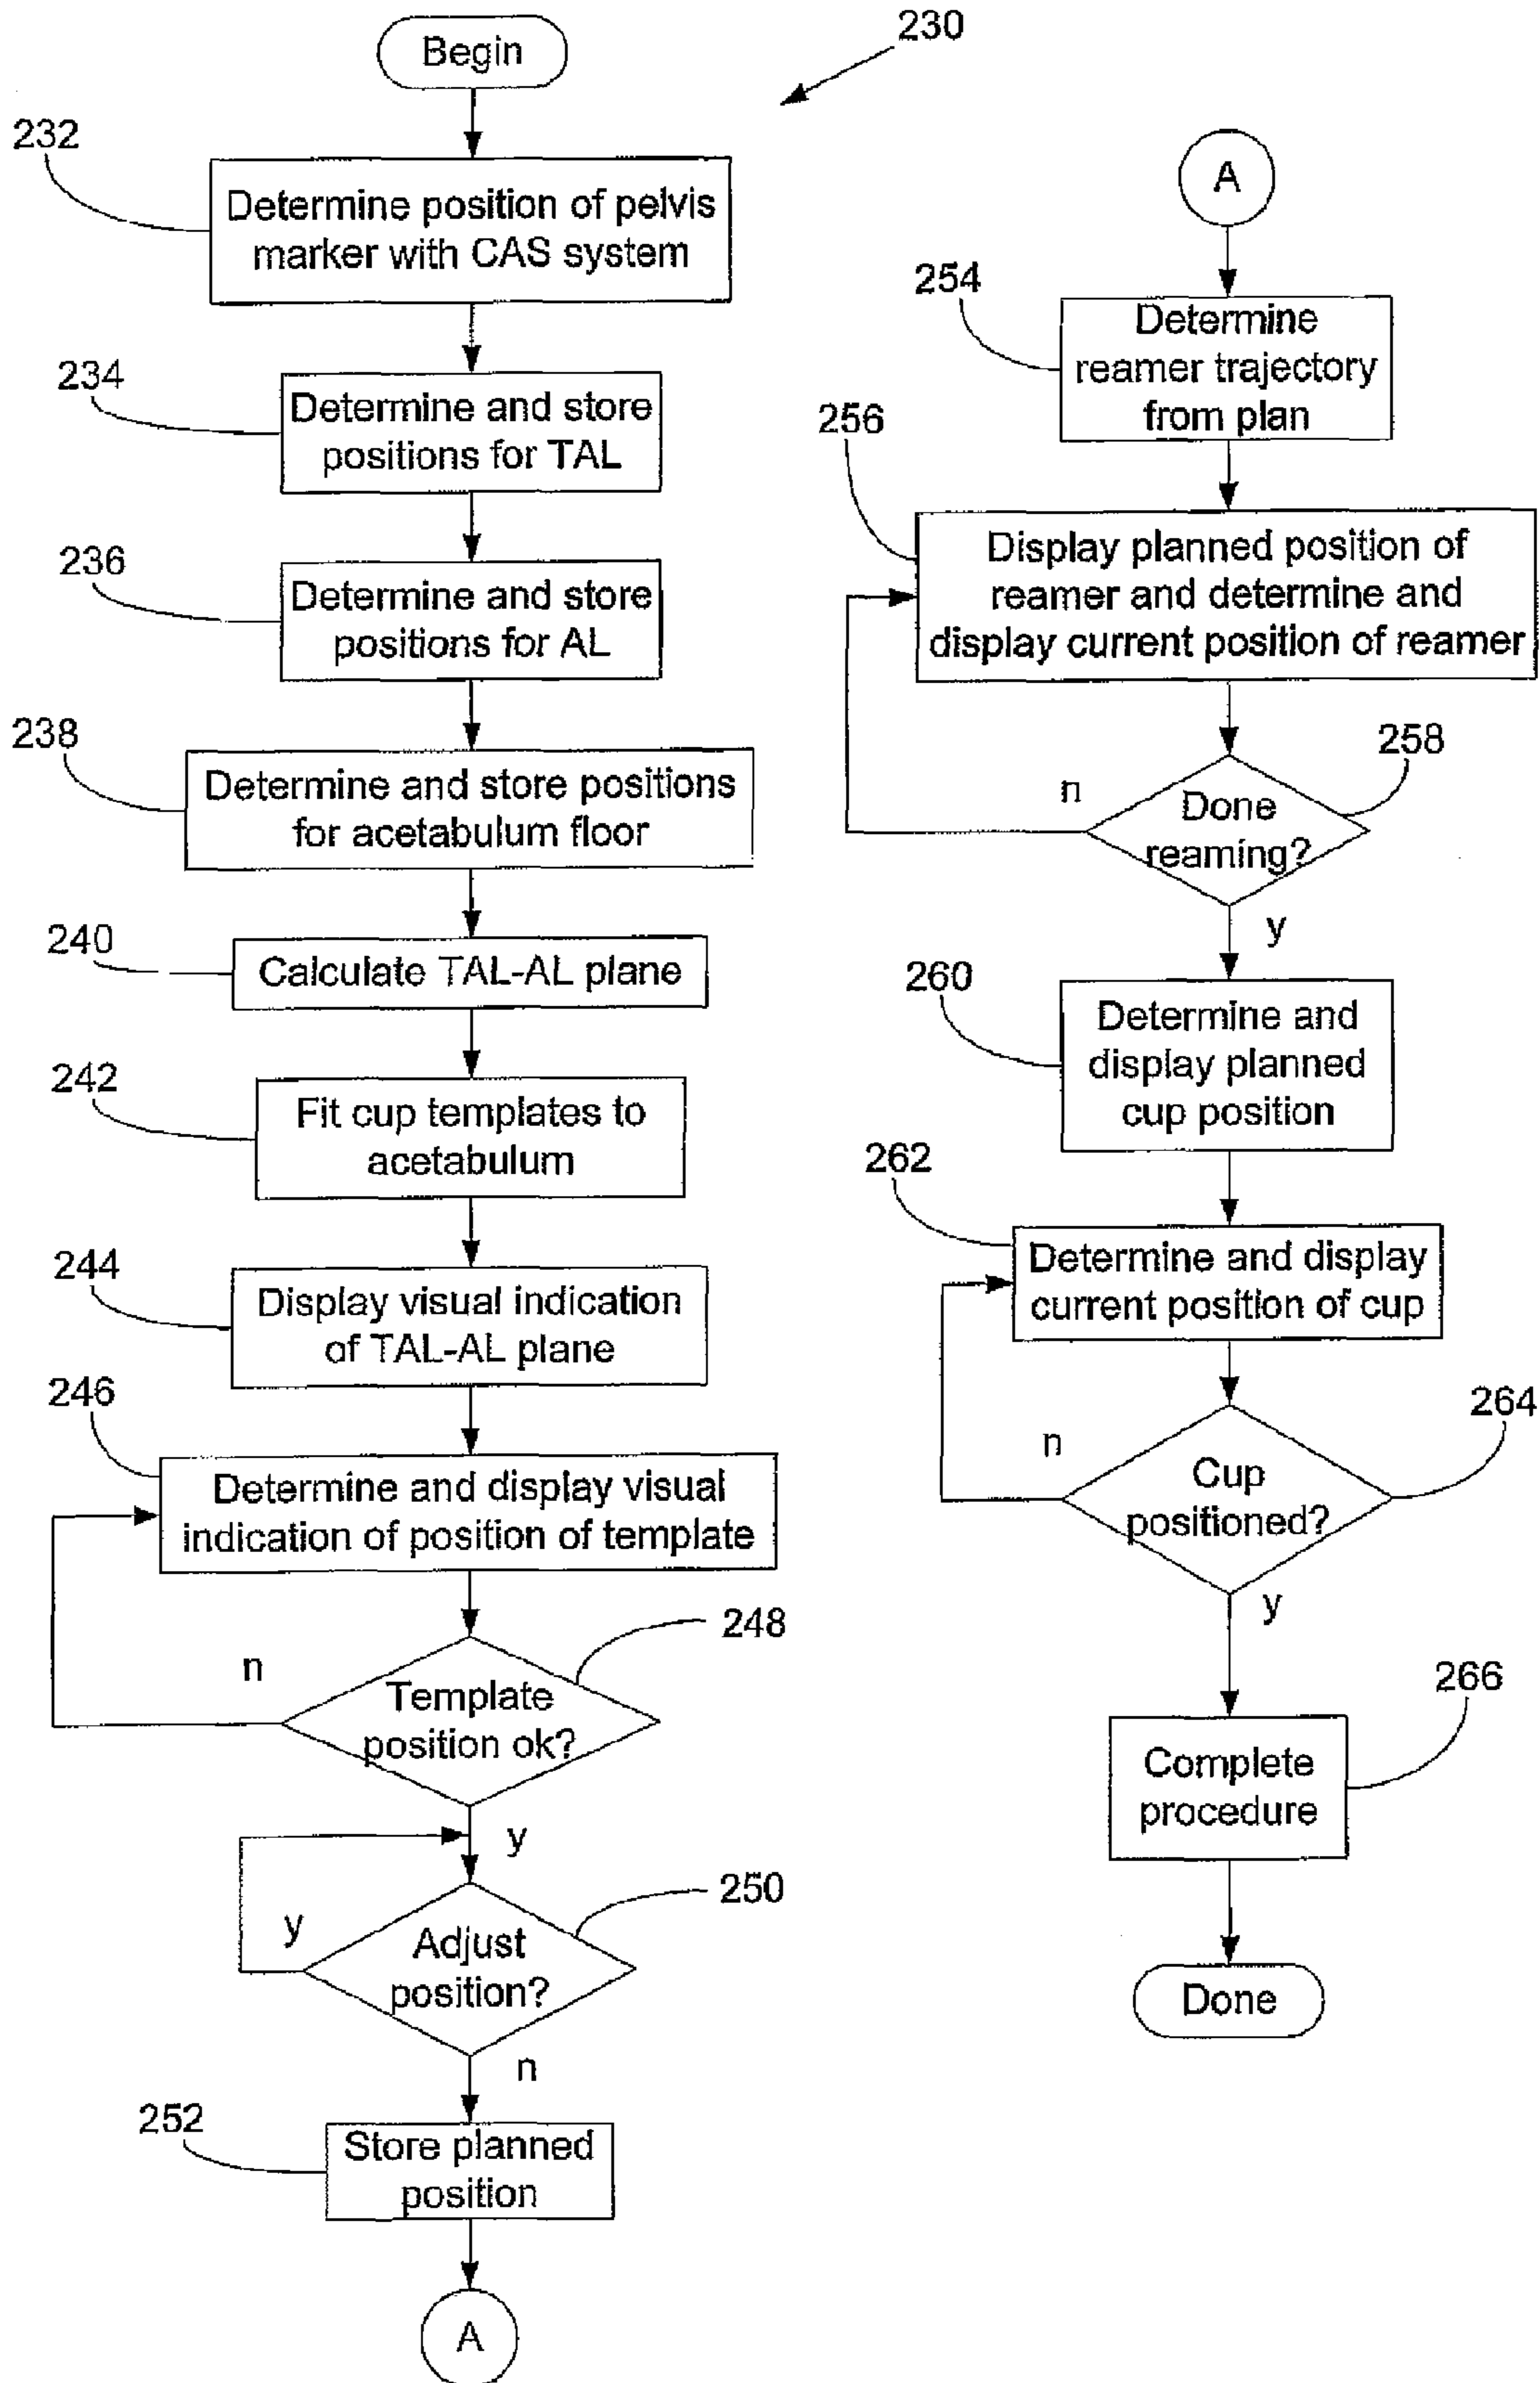 230
Begin
232
Determine position of pelvis
marker with CAS system
234
Determine and store
positions for TAL
236
Determine and store
positions for AL
238
Determine and store positions
for acetabulum floor
240
Calculate TAL-AL plane
242
Fit cup templates to
acetabulum
244
Display visual indication
of TAL-AL plane
246
Determine and display visual
indication of position of template
248
n
Template
position ok?
y
250
y
Adjust
position?
n
252
Store planned
position
A
A
254
Determine
reamer trajectory
from plan
256
Display planned position of
reamer and determine and
display current position of reamer
258
n
Done
reaming?
y
260
Determine and
display planned
cup position
262
Determine and display
current position of cup
264
n
Cup
positioned?
y
266
Complete
procedure
Done